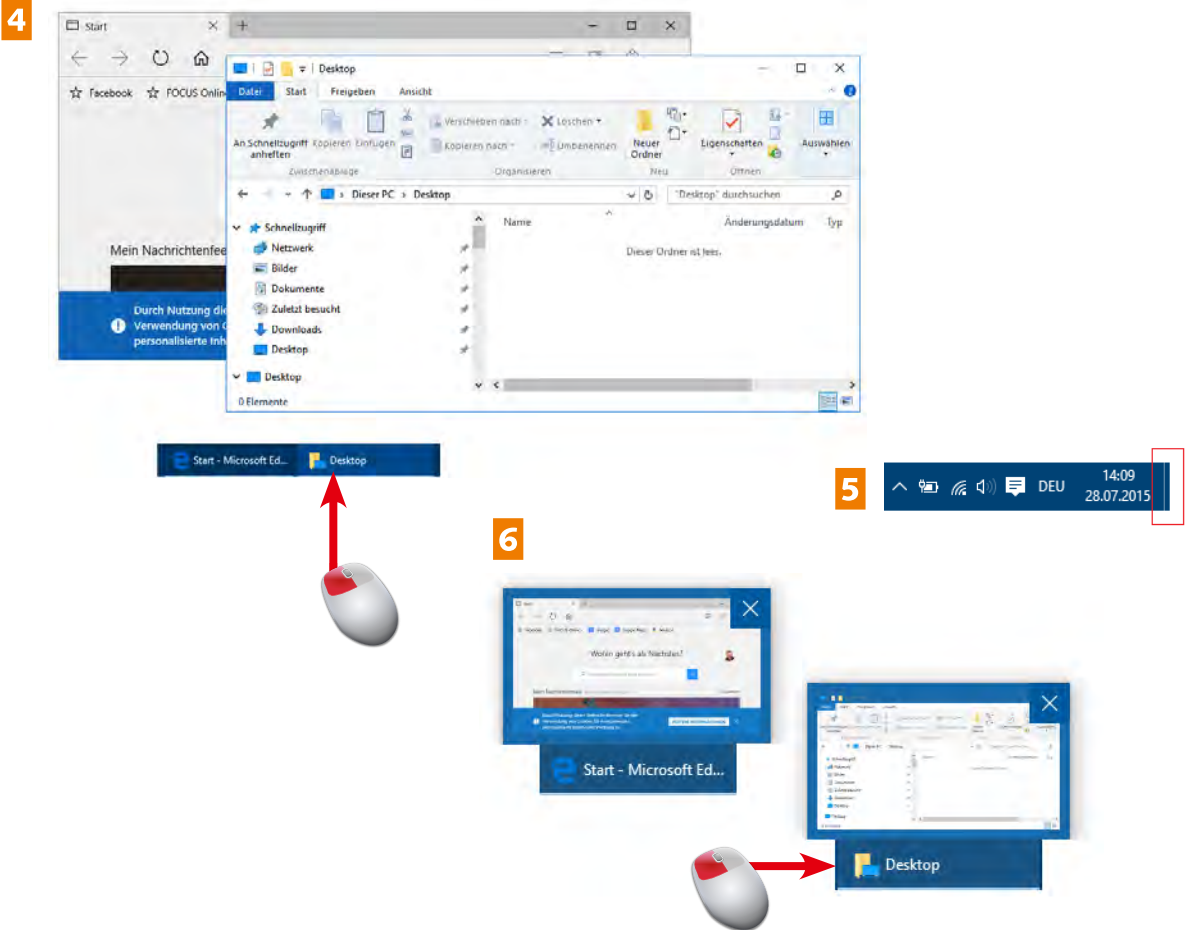 4
Start
Facebook FOCUS Onlin
Desktop
Datei Start Freigeben Ansicht
An Schnellzugriff anheften
Kopieren Einfügen
Verschieben nach
Kopieren nach
Löschen
Umbenennen
Neuer Ordner
Eigenschaften
Auswählen
Zwischenablage Organisieren Neu Öffnen
Dieser PC Desktop
"Desktop" durchsuchen
Schnellzugriff
Netzwerk
Bilder
Dokumente
Zuletzt besucht
Downloads
Desktop
Desktop
0 Elemente
Name Änderungsdatum Typ
Dieser Ordner ist leer.
Mein Nachrichtenfee
Durch Nutzung die
Verwendung von C
personalisierte Inh
Start - Microsoft Ed... Desktop
5
DEU
14:09
28.07.2015
6
Wohin geht's als Nächstes?
Start - Microsoft Ed...
Desktop